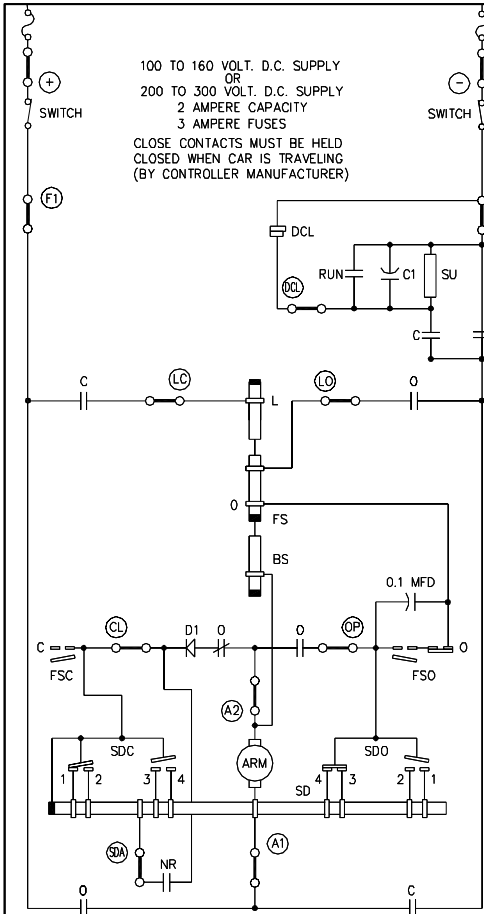 100 TO 160 VOLT. D.C. SUPPLY
OR
200 TO 300 VOLT. D.C. SUPPLY
2 AMPERE CAPACITY
3 AMPERE FUSES
CLOSE CONTACTS MUST BE HELD
CLOSED WHEN CAR IS TRAVELING
(BY CONTROLLER MANUFACTURER)
+
-
SWITCH
SWITCH
F1
DCL
RUN
C1
SU
DCL
C
C
LC
L
LO
O
O
FS
BS
0.1 MFD
C
FSC
CL
D1
O
O
OP
FSO
O
A2
SDC
ARM
SDO
1 2 3 4
4 3 2 1
SD
SDA
NR
A1
O
C